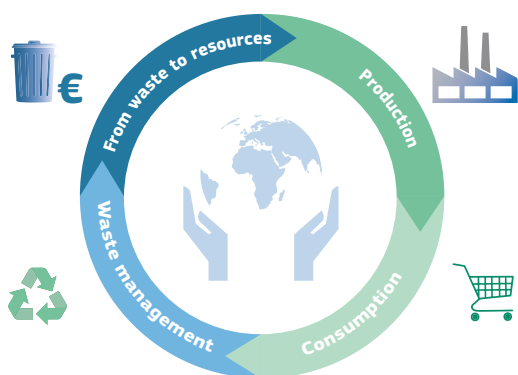 From waste to resources
Production
€
Waste management
Consumption